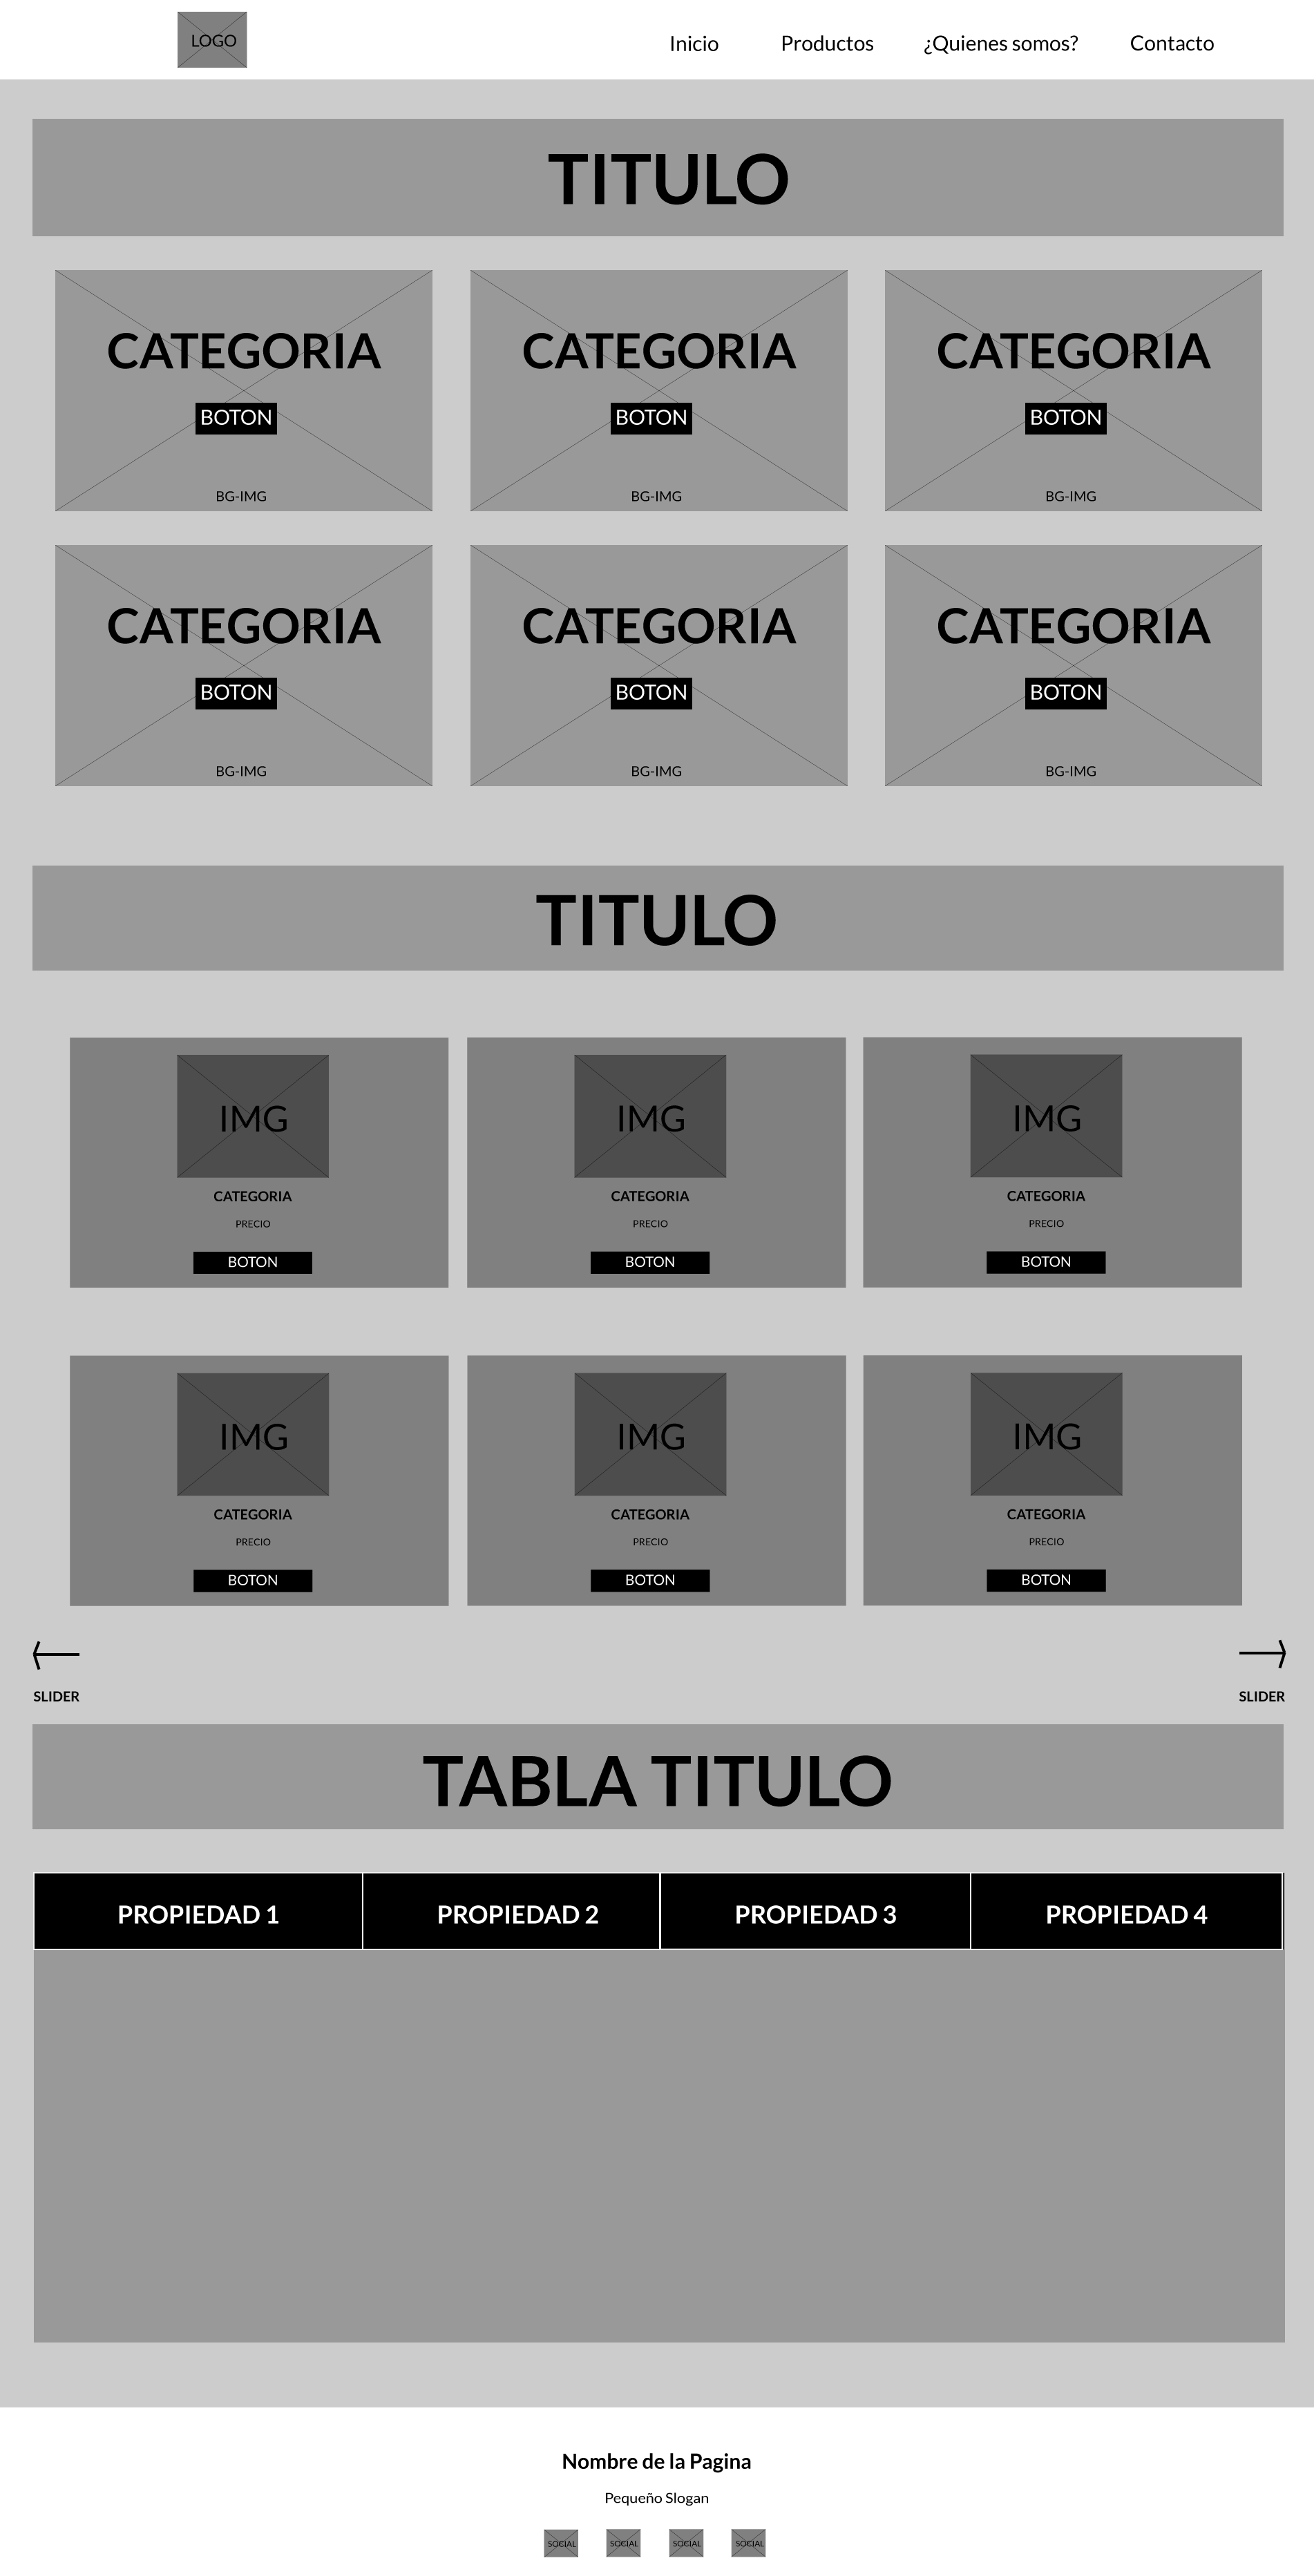 LOGO
Inicio Productos ¿Quienes somos? Contacto
TITULO
CATEGORIA CATEGORIA CATEGORIA
BOTON BOTON BOTON
BG-IMG BG-IMG BG-IMG
CATEGORIA CATEGORIA CATEGORIA
BOTON BOTON BOTON
BG-IMG BG-IMG BG-IMG
TITULO
IMG IMG IMG
CATEGORIA CATEGORIA CATEGORIA
PRECIO PRECIO PRECIO
BOTON BOTON BOTON
IMG IMG IMG
CATEGORIA CATEGORIA CATEGORIA
PRECIO PRECIO PRECIO
BOTON BOTON BOTON
SLIDER SLIDER
TABLA TITULO
PROPIEDAD 1 PROPIEDAD 2 PROPIEDAD 3 PROPIEDAD 4
Nombre de la Pagina
Pequeño Slogan
SOCIAL SOCIAL SOCIAL SOCIAL